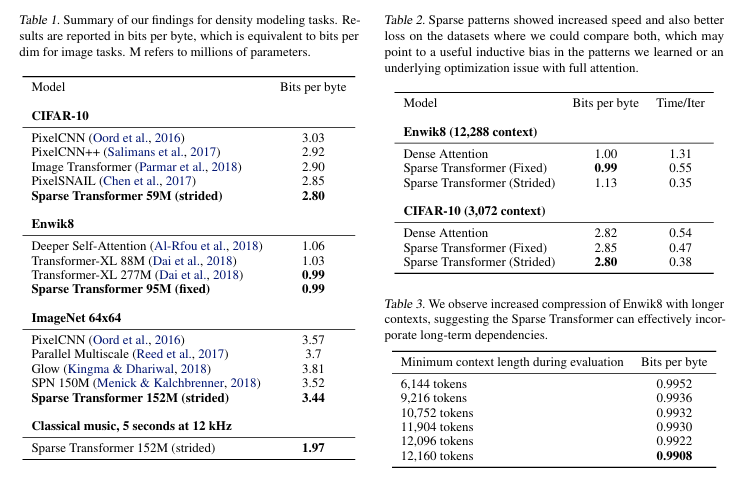 Table 1. Summary of our findings for density modeling tasks. Re-
sults are reported in bits per byte, which is equivalent to bits per
dim for image tasks. M refers to millions of parameters.
Model Bits per byte
CIFAR-10
PixelCNN (Oord et al., 2016) 3.03
PixelCNN++ (Salimans et al., 2017) 2.92
Image Transformer (Parmar et al., 2018) 2.90
PixelSNAIL (Chen et al., 2017) 2.85
Sparse Transformer 59M (strided) 2.80
Enwik8
Deeper Self-Attention (Al-Rfou et al., 2018) 1.06
Transformer-XL 88M (Dai et al., 2018) 1.03
Transformer-XL 277M (Dai et al., 2018) 0.99
Sparse Transformer 95M (fixed) 0.99
ImageNet 64x64
PixelCNN (Oord et al., 2016) 3.57
Parallel Multiscale (Reed et al., 2017) 3.7
Glow (Kingma & Dhariwal, 2018) 3.81
SPN 150M (Menick & Kalchbrenner, 2018) 3.52
Sparse Transformer 152M (strided) 3.44
Classical music, 5 seconds at 12 kHz
Sparse Transformer 152M (strided) 1.97
Table 2. Sparse patterns showed increased speed and also better
loss on the datasets where we could compare both, which may
point to a useful inductive bias in the patterns we learned or an
underlying optimization issue with full attention.
Model Bits per byte Time/Iter
Enwik8 (12,288 context)
Dense Attention 1.00 1.31
Sparse Transformer (Fixed) 0.99 0.55
Sparse Transformer (Strided) 1.13 0.35
CIFAR-10 (3,072 context)
Dense Attention 2.82 0.54
Sparse Transformer (Fixed) 2.85 0.47
Sparse Transformer (Strided) 2.80 0.38
Table 3. We observe increased compression of Enwik8 with longer
contexts, suggesting the Sparse Transformer can effectively incor-
porate long-term dependencies.
Minimum context length during evaluation Bits per byte
6,144 tokens 0.9952
9,216 tokens 0.9936
10,752 tokens 0.9932
11,904 tokens 0.9930
12,096 tokens 0.9922
12,160 tokens 0.9908